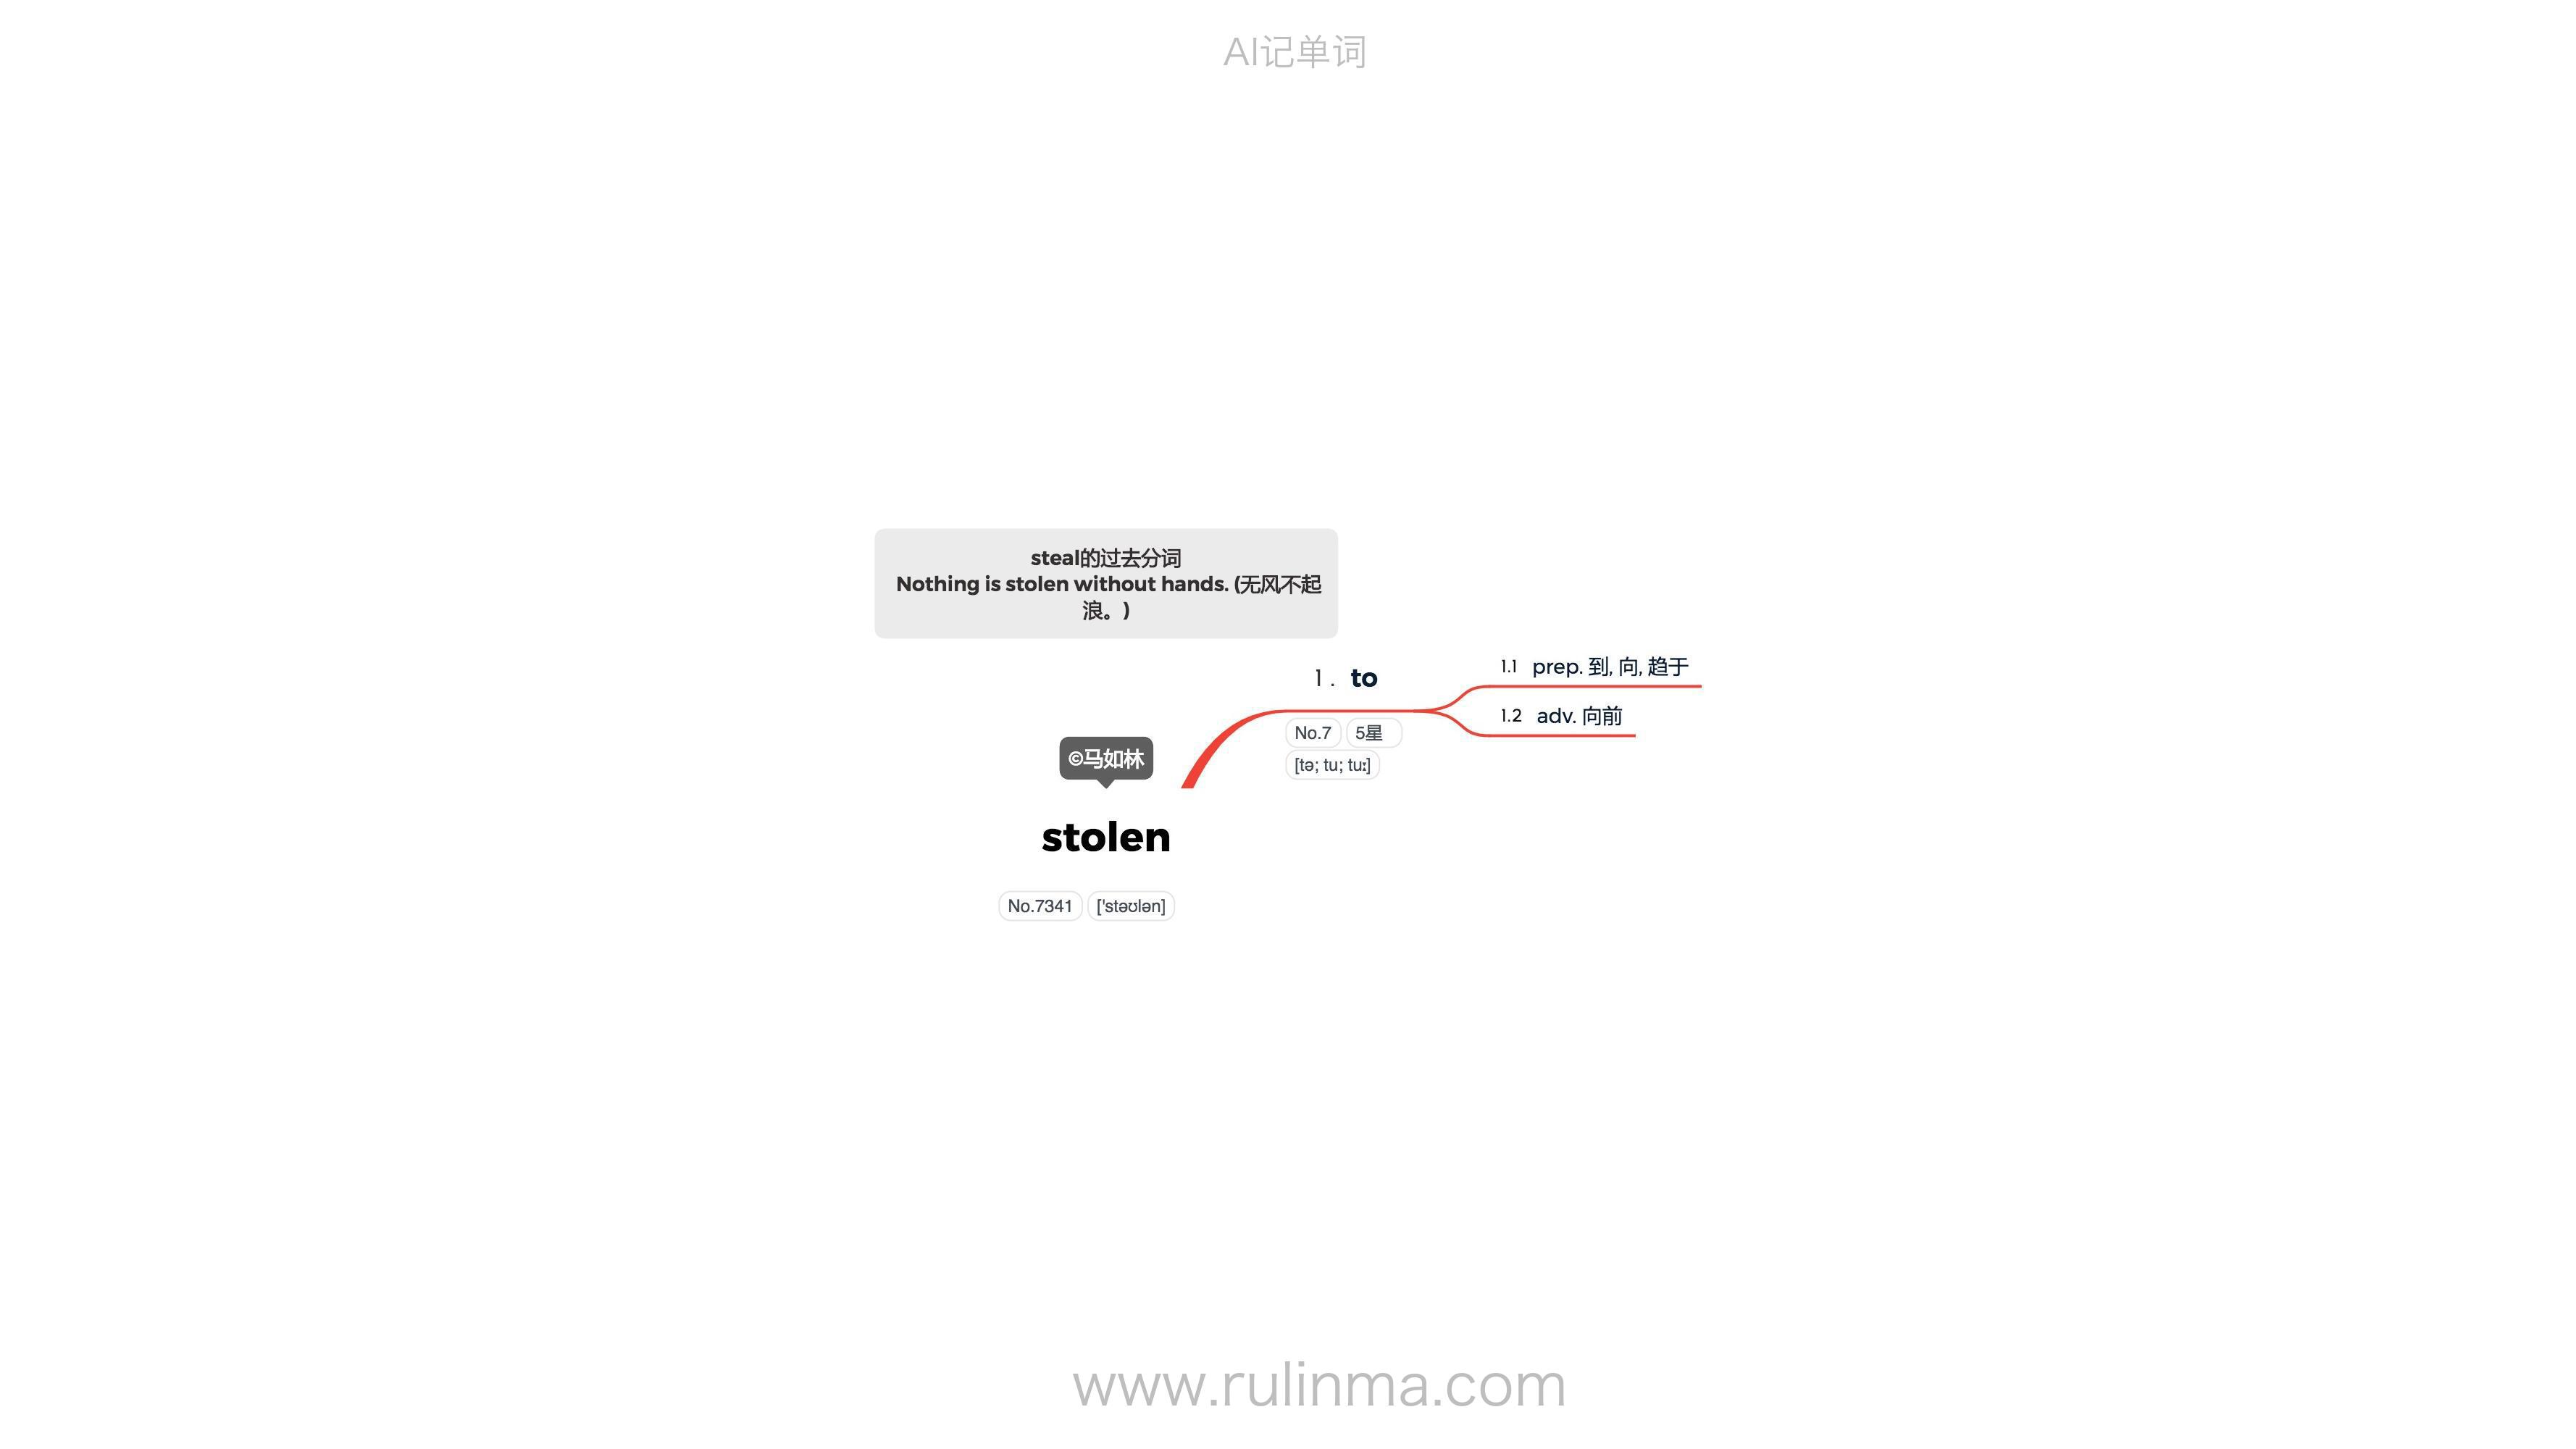 AI记单词
steal的过去分词
Nothing is stolen without hands. (无风不起
浪。)
1. to
1.1 prep. 到, 向, 趋于
1.2 adv. 向前
No.7 5星
[tə; tu; tuː]
©马如林
stolen
No.7341 ['stəʊlən]
www.rulinma.com